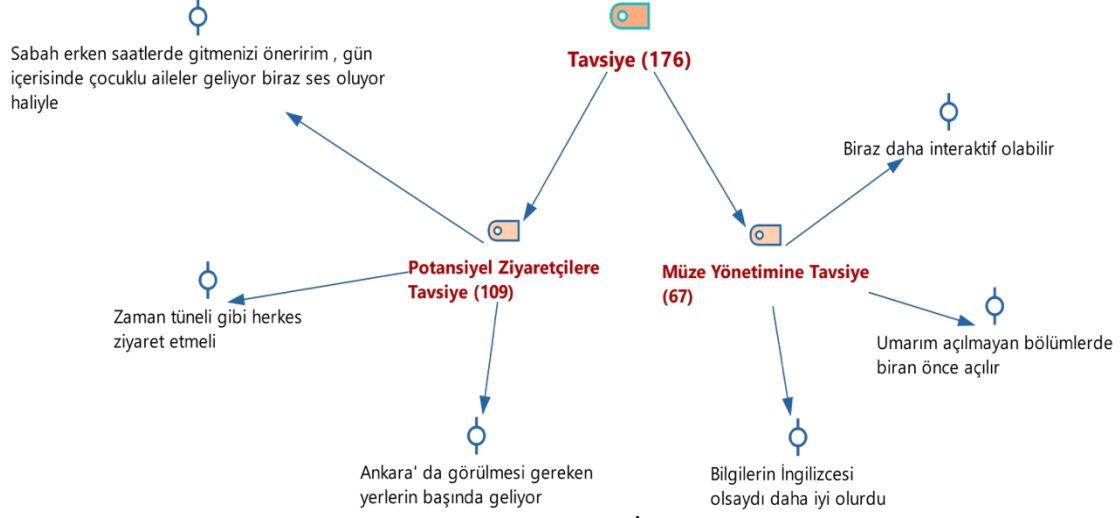 Tavsiye (176)
Sabah erken saatlerde gitmenizi öneririm , gün
içerisinde çocuklu aileler geliyor biraz ses oluyor
haliyle
Biraz daha interaktif olabilir
Potansiyel Ziyaretçilere
Tavsiye (109)
Müze Yönetimine Tavsiye
(67)
Zaman tüneli gibi herkes
ziyaret etmeli
Umarım açılmayan bölümlerde
biran önce açılır
Ankara' da görülmesi gereken
yerlerin başında geliyor
Bilgilerin İngilizcesi
olsaydı daha iyi olurdu